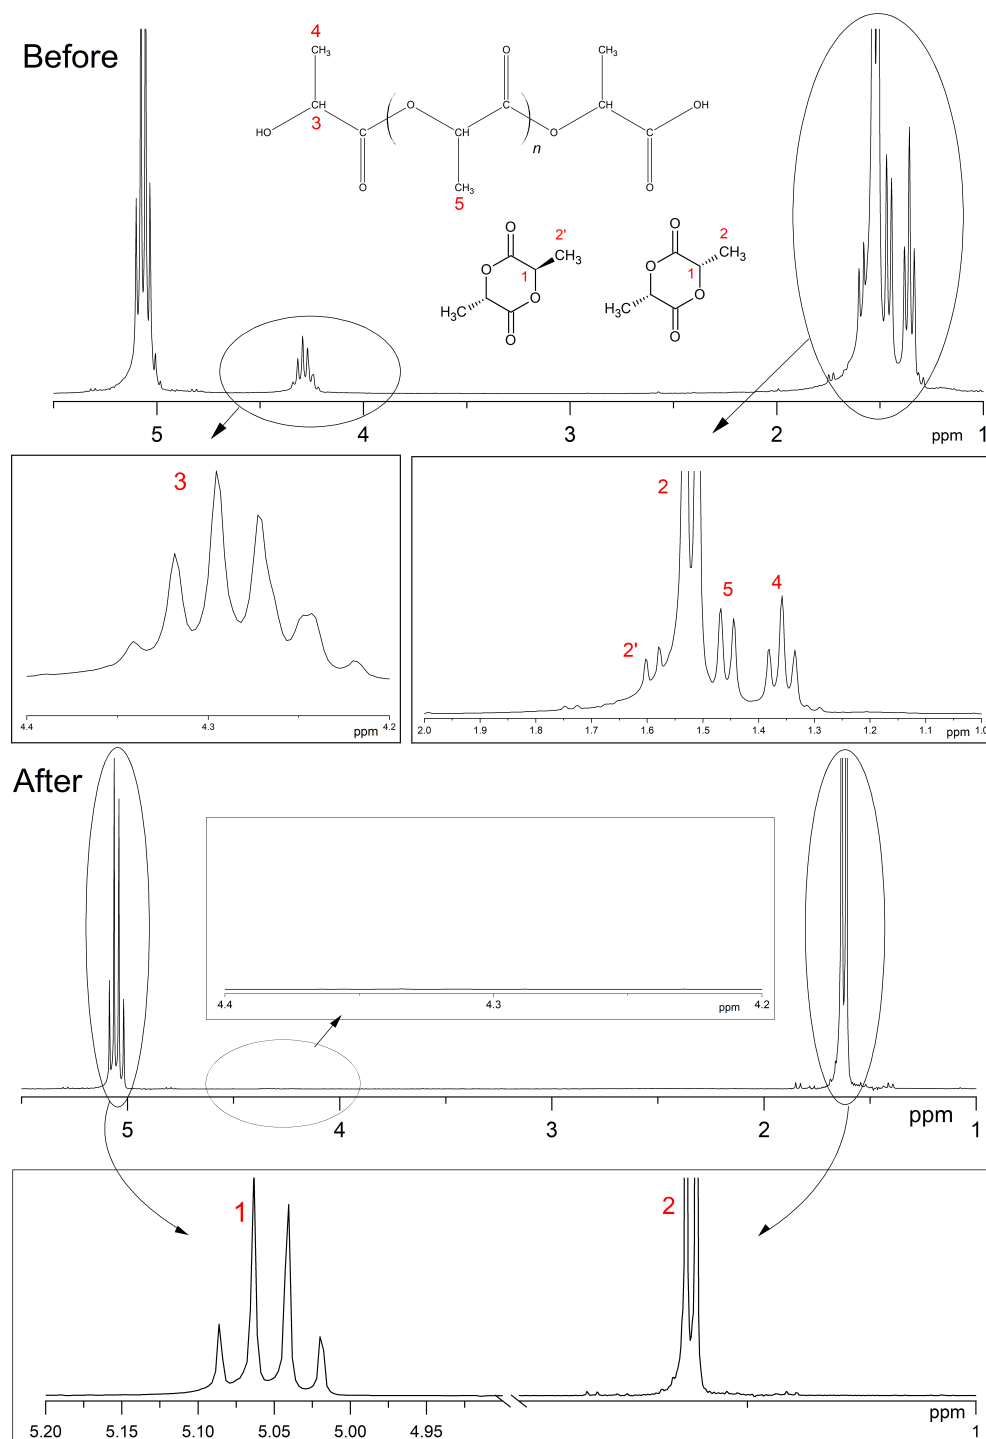 Before
4
CH3
O
CH3
HO
CH
3
O
CH
O
CH
OH
O
CH3
5
n
O
O
2'
CH3
1
O
O
H3C
O
O
2
CH3
1
O
O
H3C
O
5 4 3 2 ppm 1
3
4.4 4.3 ppm 4.2
2
5
4
2'
2.0 1.9 1.8 1.7 1.6 1.5 1.4 1.3 1.2 1.1 ppm 1.0
After
4.4 4.3 ppm 4.2
5 4 3 2 ppm 1
1
2
5.20 5.15 5.10 5.05 5.00 4.95 ppm 1